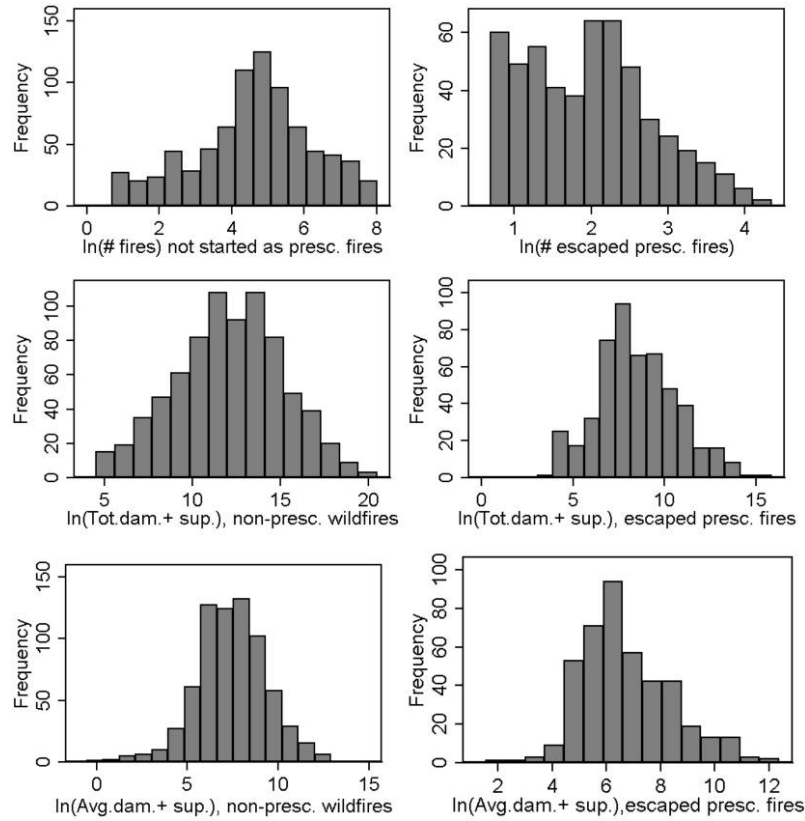 Frequency
0 50 100 150
0 2 4 6 8
ln(# fires) not started as presc. fires
Frequency
0 20 40 60
1 2 3 4
ln(# escaped presc. fires)
Frequency
0 20 40 60 80 100
5 10 15 20
ln(Tot.dam.+ sup.), non-presc. wildfires
Frequency
0 20 40 60 80 100
0 5 10 15
ln(Tot.dam.+ sup.), escaped presc. fires
Frequency
0 50 100 150
0 5 10 15
ln(Avg.dam.+ sup.), non-presc. wildfires
Frequency
0 20 40 60 80 100
2 4 6 8 10 12
ln(Avg.dam.+ sup.),escaped presc. fires